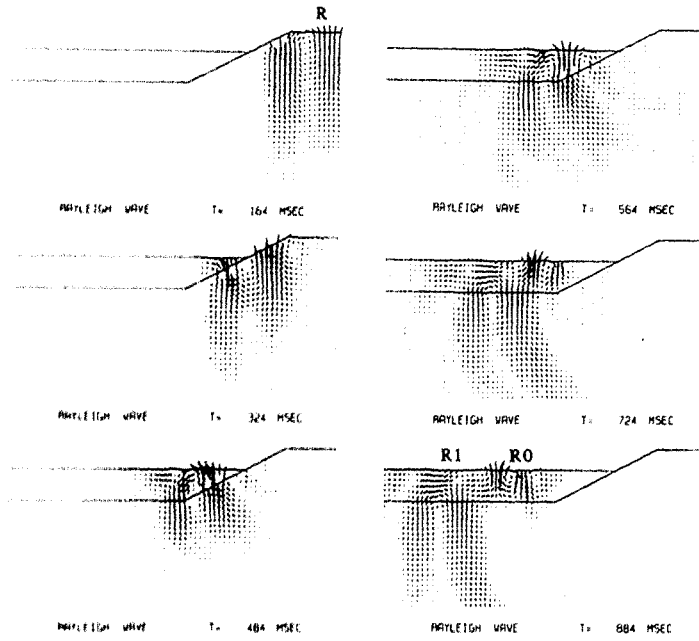 R
RAYLEIGH WAVE T= 164 MSEC
RAYLEIGH WAVE T= 564 MSEC
RAYLEIGH WAVE T= 324 MSEC
RAYLEIGH WAVE T= 724 MSEC
R1 R0
RAYLEIGH WAVE T= 484 MSEC
RAYLEIGH WAVE T= 884 MSEC